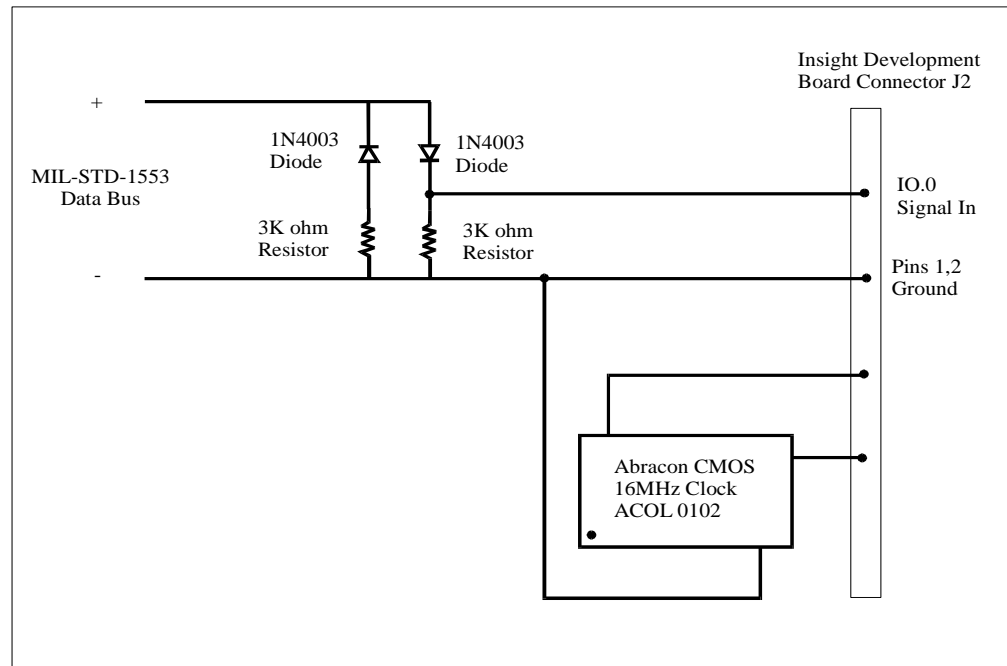 Insight Development
Board Connector J2
+
1N4003
Diode
1N4003
Diode
MIL-STD-1553
Data Bus
IO.0
Signal In
3K ohm
Resistor
3K ohm
Resistor
-
Pins 1,2
Ground
Abracon CMOS
16MHz Clock
ACOL 0102